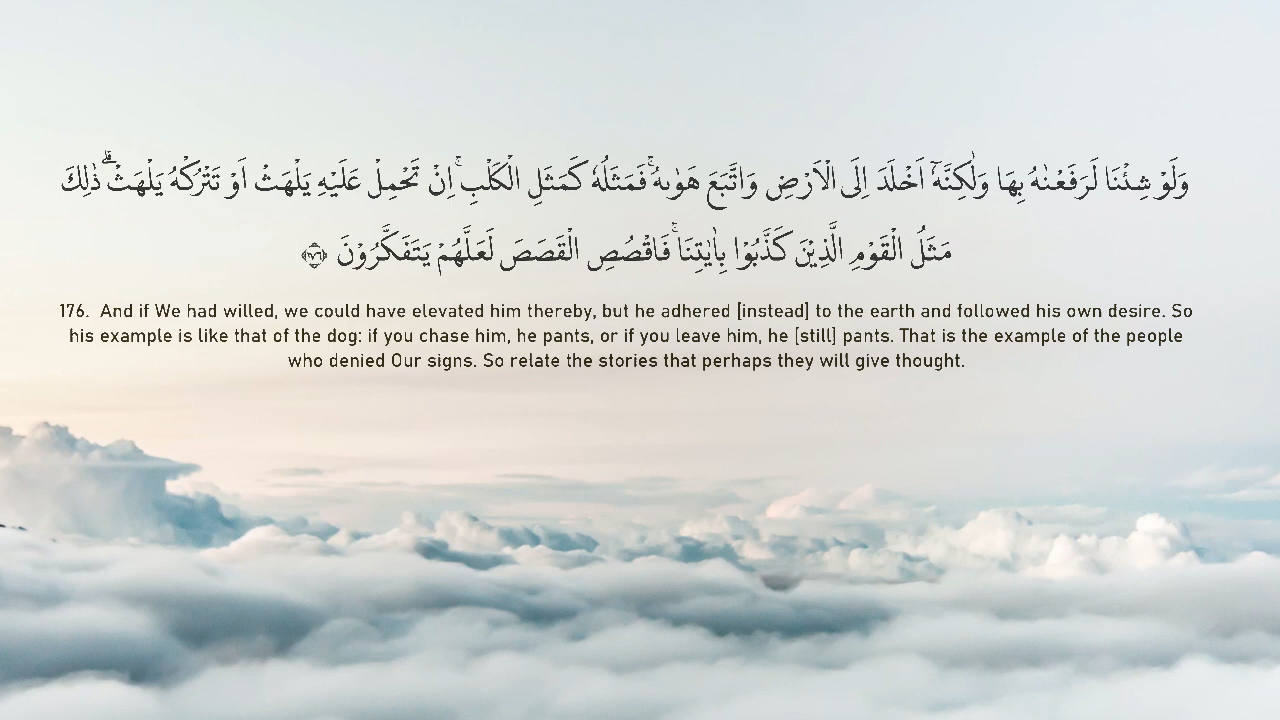 وَلَوْ شِئْنَا لَرَفَعْنٰهُ بِهَا وَلٰكِنَّهٗٓ اَخْلَدَ اِلَى الْاَرْضِ وَاتَّبَعَ هَوٰىهُۚ فَمَثَلُهٗ كَمَثَلِ الْكَلْبِۚ اِنْ تَحْمِلْ عَلَيْهِ يَلْهَثْ اَوْ تَتْرُكْهُ يَلْهَثْۗ ذٰلِكَ
مَثَلُ الْقَوْمِ الَّذِيْنَ كَذَّبُوْا بِاٰيٰتِنَاۚ فَاقْصُصِ الْقَصَصَ لَعَلَّهُمْ يَتَفَكَّرُوْنَ ۝١٧٦
176. And if We had willed, we could have elevated him thereby, but he adhered [instead] to the earth and followed his own desire. So
his example is like that of the dog: if you chase him, he pants, or if you leave him, he [still] pants. That is the example of the people
who denied Our signs. So relate the stories that perhaps they will give thought.